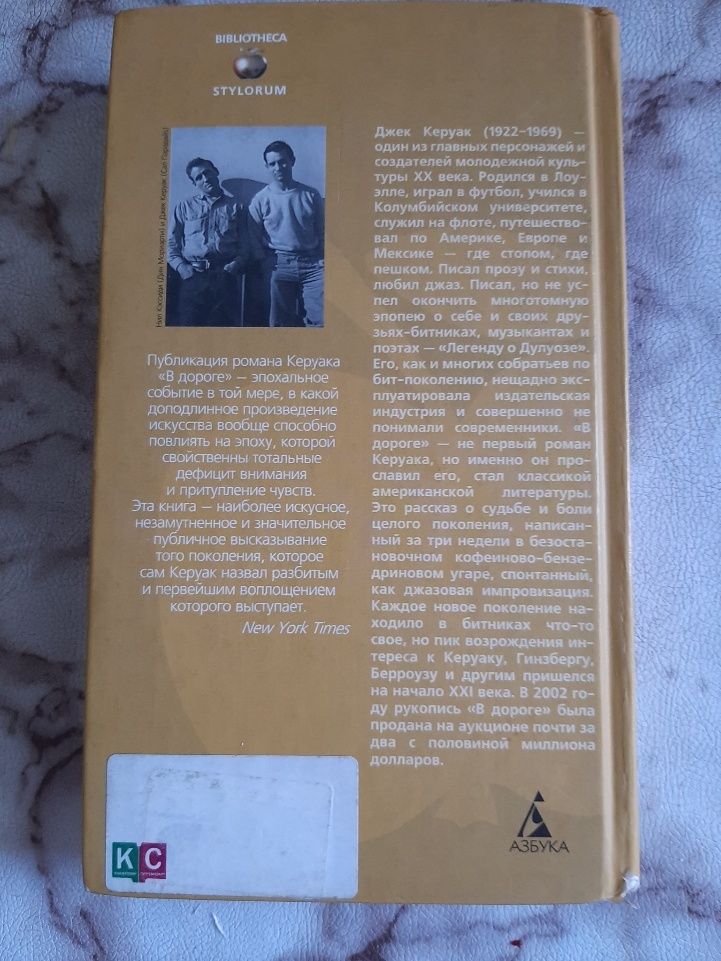 BIBLIOTHECA
STYLORUM
Нил Кэссиди (Дин Мориарти) и Джек Керуак (Сал Парадайз)
Публикация романа Керуака
«В дороге» — эпохальное
событие в той мере, в какой
доподлинное произведение
искусства вообще способно
повлиять на эпоху, которой
свойственны тотальные
дефицит внимания
и притупление чувств.
Эта книга — наиболее искусное,
незамутненное и значительное
публичное высказывание
того поколения, которое
сам Керуак назвал разбитым
и первейшим воплощением
которого выступает.
New York Times
Джек Керуак (1922–1969) —
один из главных персонажей и
создателей молодежной куль-
туры XX века. Родился в Лоу-
элле, играл в футбол, учился в
Колумбийском университете,
служил на флоте, путешество-
вал по Америке, Европе и
Мексике — где стопом, где
пешком. Писал прозу и стихи,
любил джаз. Писал, но не ус-
пел окончить многотомную
эпопею о себе и своих дру-
зьях-битниках, музыкантах и
поэтах — «Легенду о Дулуозе».
Его, как и многих собратьев по
бит-поколению, нещадно экс-
плуатировала издательская
индустрия и совершенно не
понимали современники. «В
дороге» — не первый роман
Керуака, но именно он про-
славил его, стал классикой
американской литературы.
Это рассказ о судьбе и боли
целого поколения, написан-
ный за три недели в безоста-
новочном кофеиново-бензе-
дриновом угаре, спонтанный,
как джазовая импровизация.
Каждое новое поколение на-
ходило в битниках что-то
свое, но пик возрождения ин-
тереса к Керуаку, Гинзбергу,
Берроузу и другим пришелся
на начало XXI века. В 2002 го-
ду рукопись «В дороге» была
продана на аукционе почти за
два с половиной миллиона
долларов.
КС
АЗБУКА